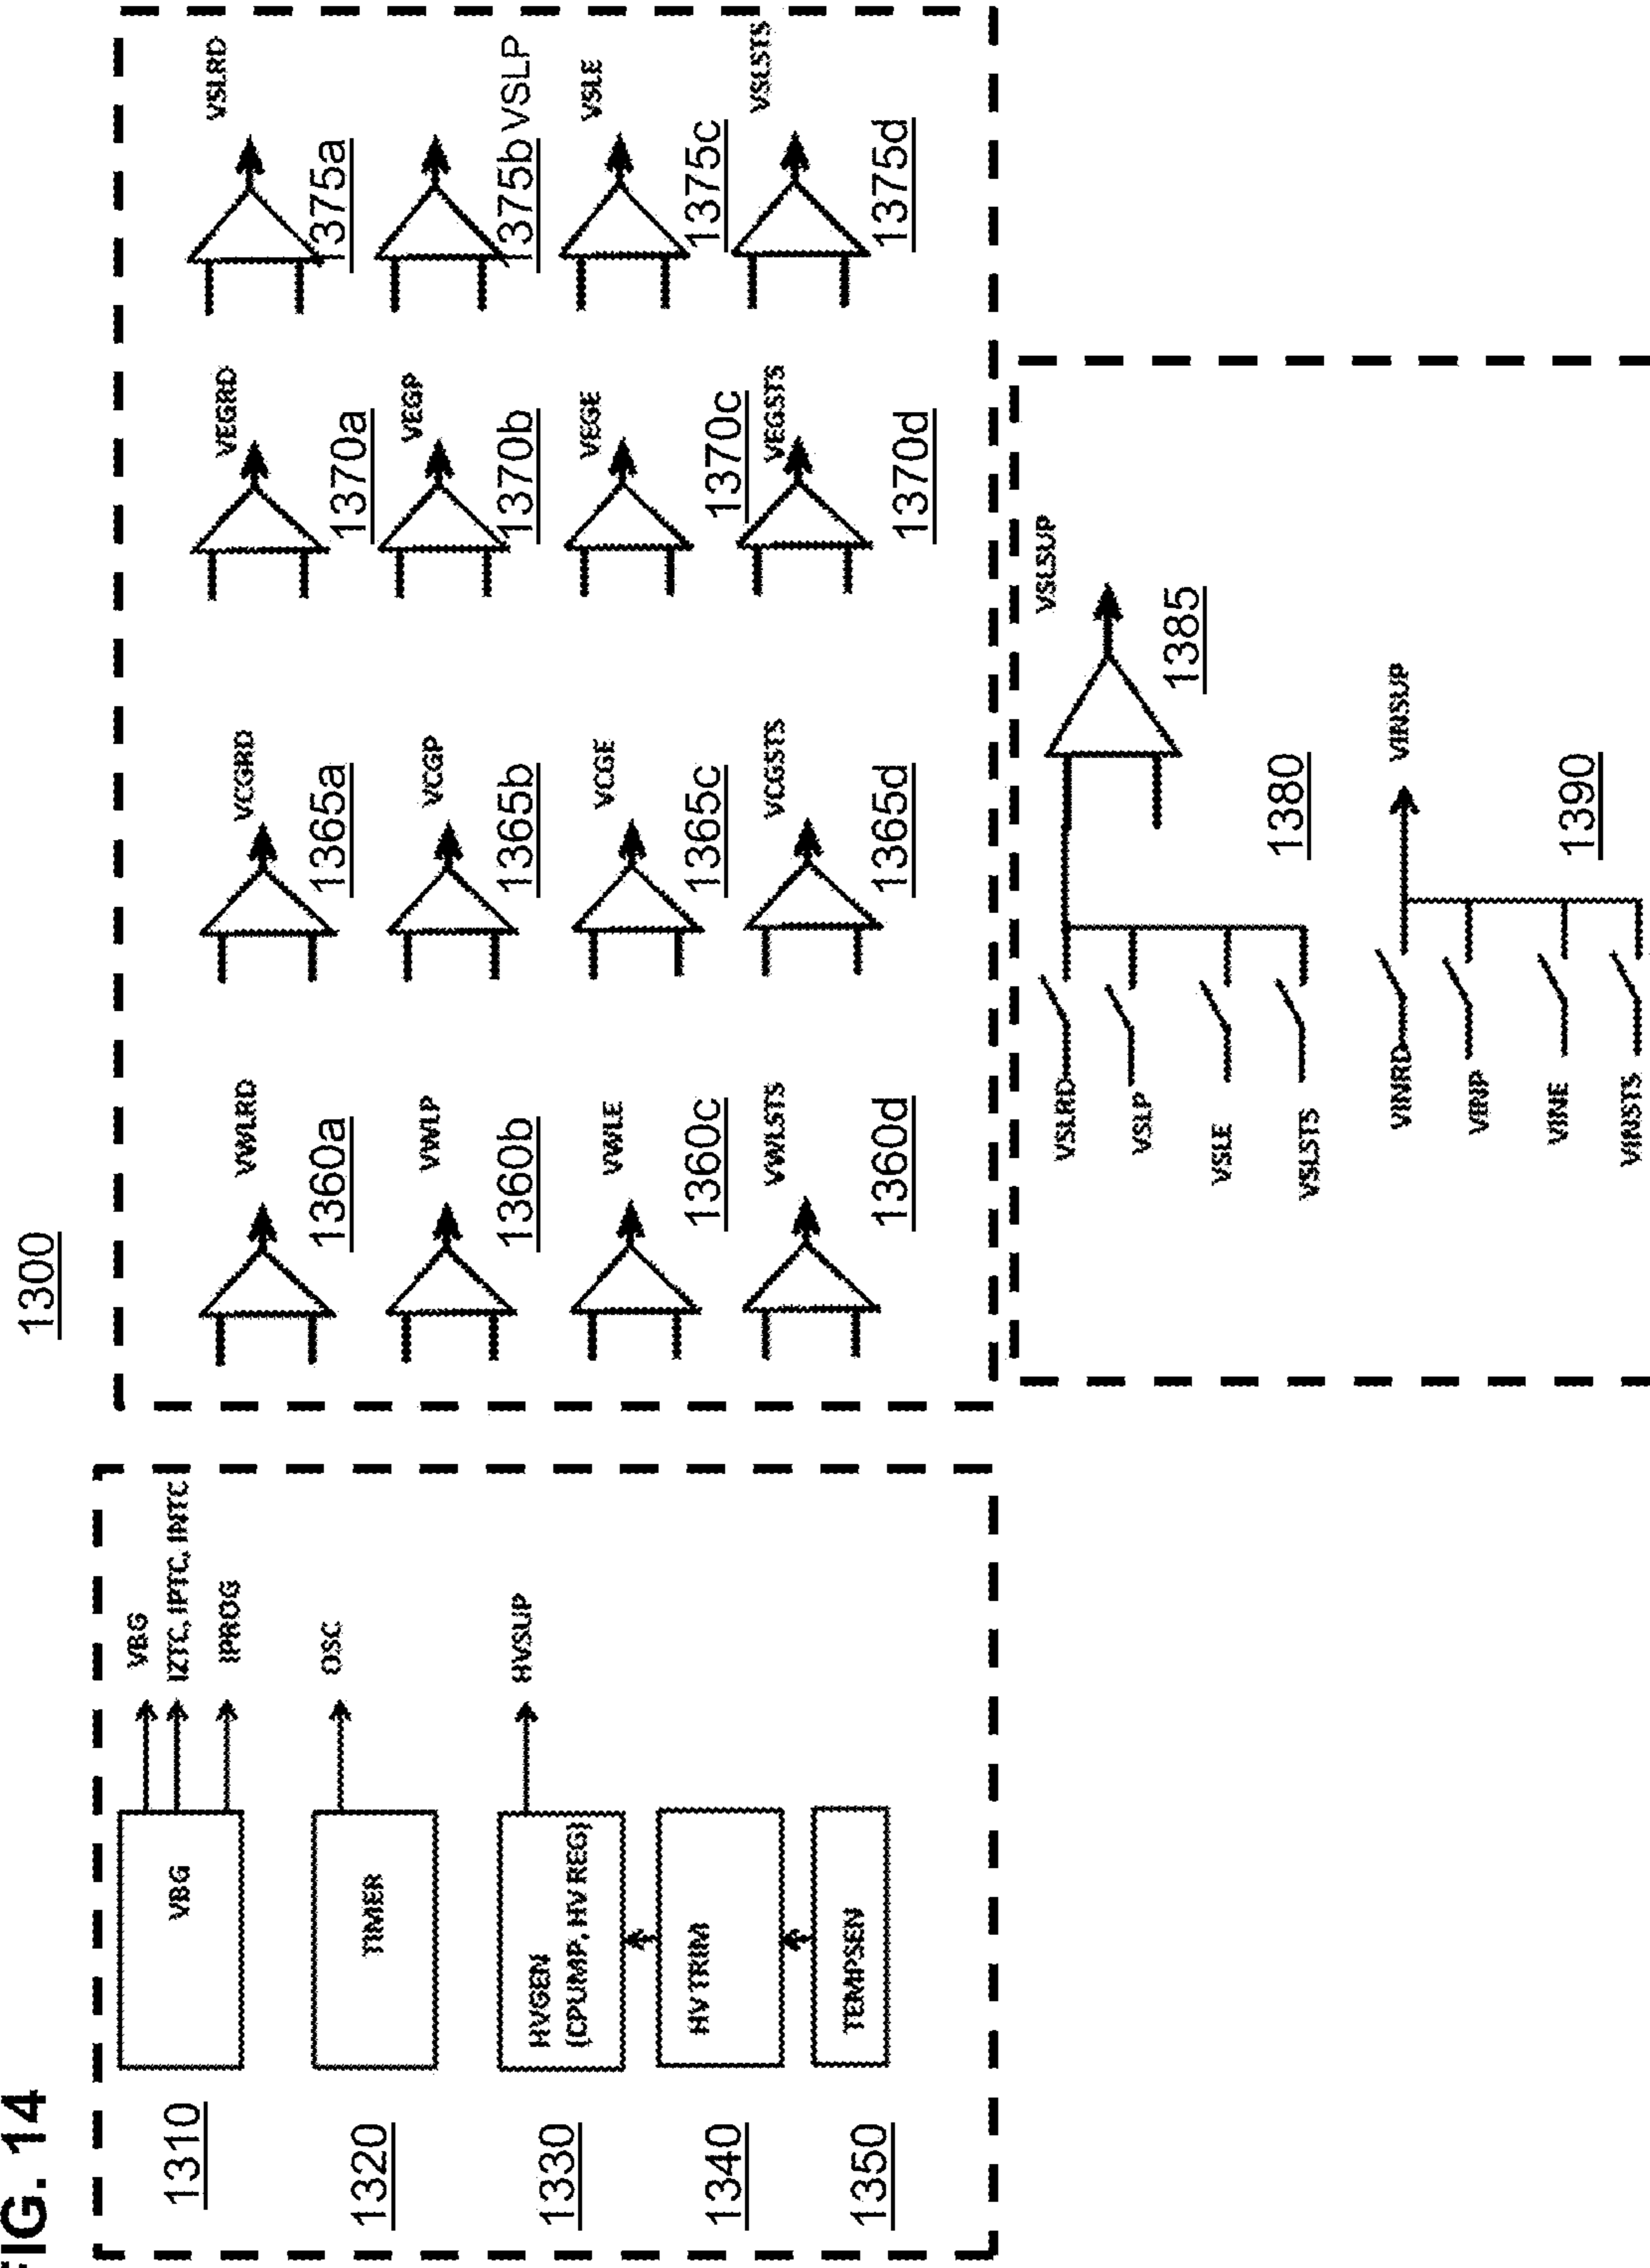 FIG. 14
1300
1310
VBG
VBG
IZTC, IPTC, INTC
IPROG
1320
TIMER
OSC
1330
HVGEN
(CPUMP, HV REG)
HVSUP
1340
HV TRIM
1350
TEMPSEN
VWLRD
1360a
VCGRD
1365a
VEGRD
1370a
VSLRD
1375a
VWLP
1360b
VCGP
1365b
VEGP
1370b
VSLP
1375b
VWLE
1360c
VCGE
1365c
VEGE
1370c
VSLE
1375c
VWLSTS
1360d
VCGSTS
1365d
VEGSTS
1370d
VSLSTS
1375d
VSLRD
VSLP
VSLE
VSLSTS
1380
VSLSUP
1385
VINRD
VINP
VINE
VINSTS
VINSUP
1390